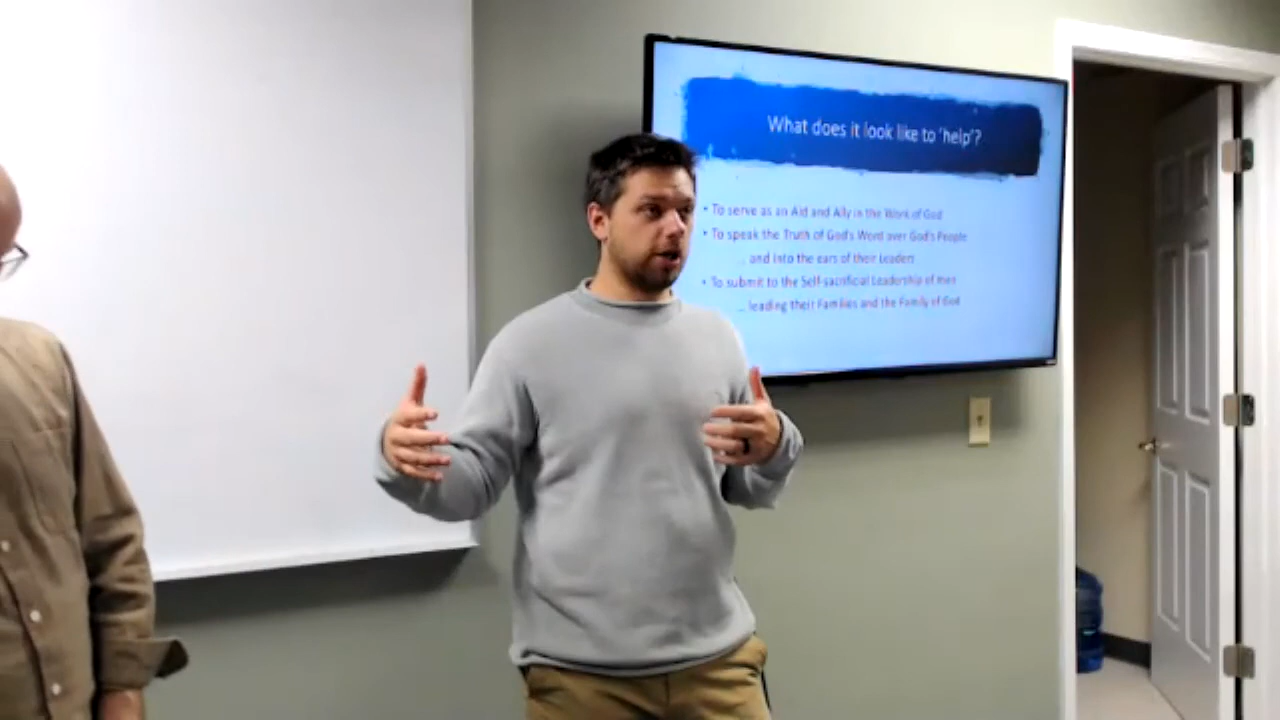 What does it look like to 'help'?
• To serve as an Aid and Ally in the Work of God
• To speak the Truth of God's Word over God's People
... and into the ears of their Leaders
• To submit to the Self-sacrificial Leadership of men
... leading their Families and the Family of God